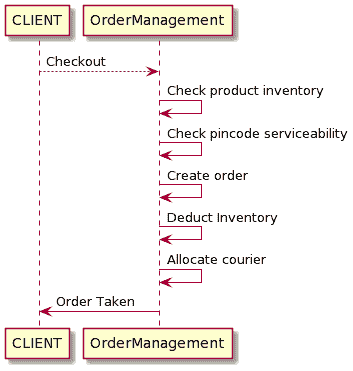 CLIENT OrderManagement
Checkout
Check product inventory
Check pincode serviceability
Create order
Deduct Inventory
Allocate courier
Order Taken
CLIENT OrderManagement